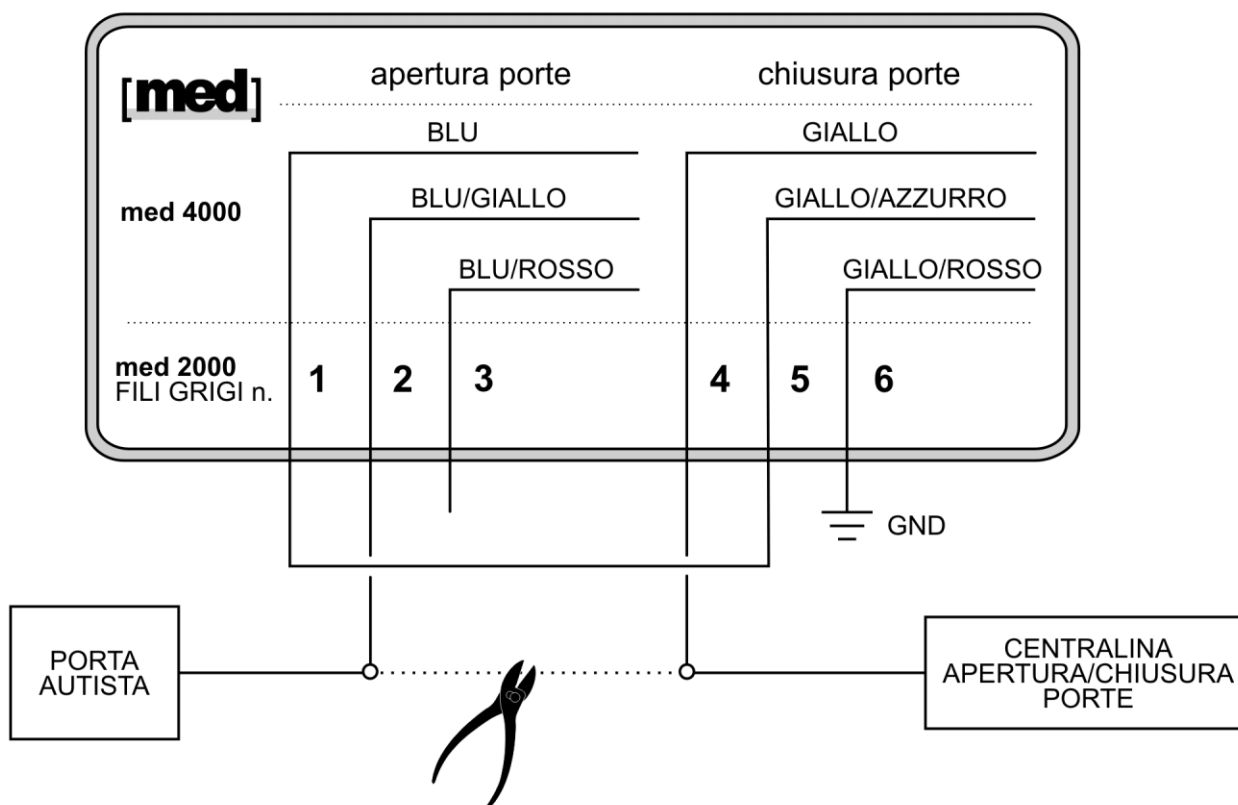 [med]
apertura porte
chiusura porte
BLU
GIALLO
med 4000
BLU/GIALLO
GIALLO/AZZURRO
BLU/ROSSO
GIALLO/ROSSO
med 2000
FILI GRIGI n.
1 2 3 4 5 6
GND
PORTA
AUTISTA
CENTRALINA
APERTURA/CHIUSURA
PORTE